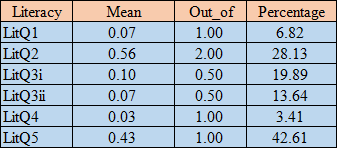 Literacy Mean Out_of Percentage
LitQ1 0.07 1.00 6.82
LitQ2 0.56 2.00 28.13
LitQ3i 0.10 0.50 19.89
LitQ3ii 0.07 0.50 13.64
LitQ4 0.03 1.00 3.41
LitQ5 0.43 1.00 42.61